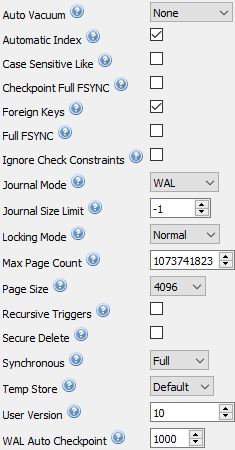 Auto Vacuum ? None
Automatic Index ?
Case Sensitive Like ?
Checkpoint Full FSYNC ?
Foreign Keys ?
Full FSYNC ?
Ignore Check Constraints ?
Journal Mode ? WAL
Journal Size Limit ? -1
Locking Mode ? Normal
Max Page Count ? 1073741823
Page Size ? 4096
Recursive Triggers ?
Secure Delete ?
Synchronous ? Full
Temp Store ? Default
User Version ? 10
WAL Auto Checkpoint ? 1000